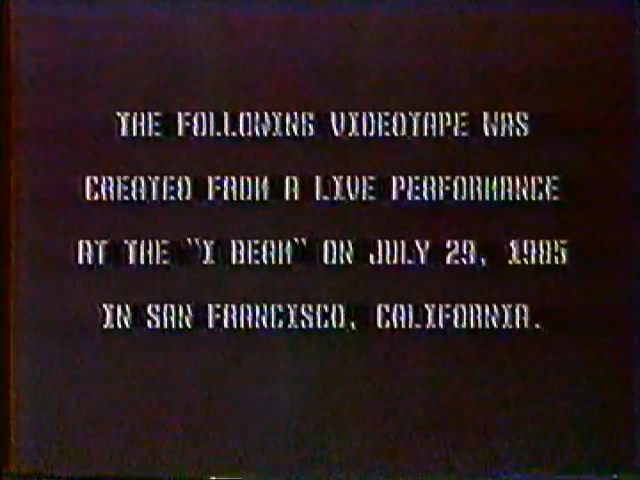 THE FOLLOWING VIDEOTAPE WAS
CREATED FROM A LIVE PERFORMANCE
AT THE "I BEAM" ON JULY 29, 1985
IN SAN FRANCISCO, CALIFORNIA.